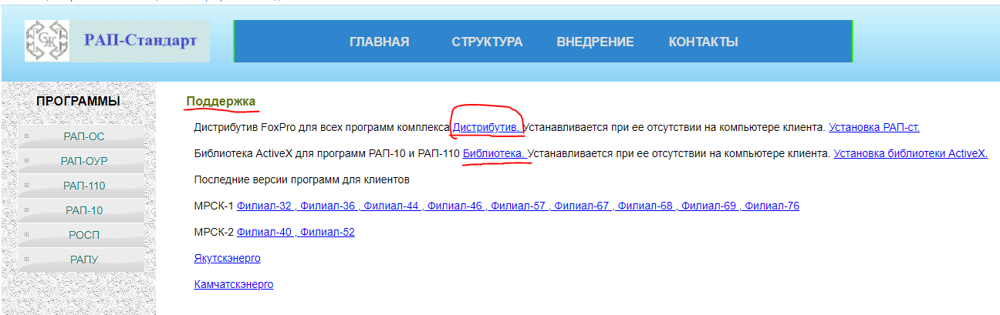 РАП-Стандарт
ГЛАВНАЯ СТРУКТУРА ВНЕДРЕНИЕ КОНТАКТЫ
ПРОГРАММЫ
РАП-ОС
РАП-ОУР
РАП-110
РАП-10
РОСП
РАПУ
Поддержка
Дистрибутив FoxPro для всех программ комплекса Дистрибутив. Устанавливается при ее отсутствии на компьютере клиента. Установка РАП-ст.
Библиотека ActiveX для программ РАП-10 и РАП-110 Библиотека. Устанавливается при ее отсутствии на компьютере клиента. Установка библиотеки ActiveX.
Последние версии программ для клиентов
МРСК-1 Филиал-32 , Филиал-36 , Филиал-44 , Филиал-46 , Филиал-57 , Филиал-67 , Филиал-68 , Филиал-69 , Филиал-76
МРСК-2 Филиал-40 , Филиал-52
Якутскэнерго
Камчатскэнерго